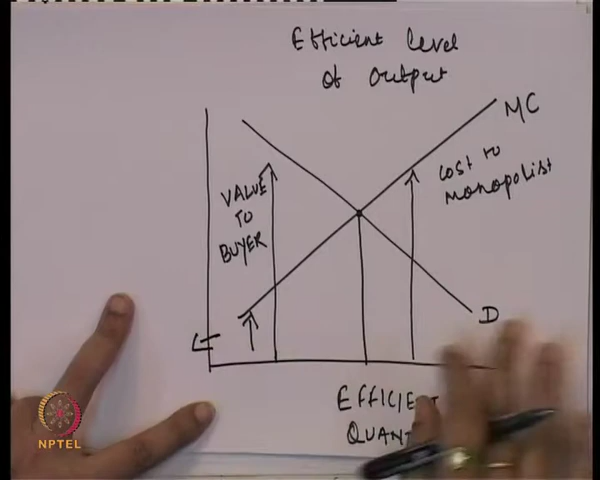 Efficient level
of output
MC
cost to
monopolist
VALUE
TO
BUYER
D
NPTEL